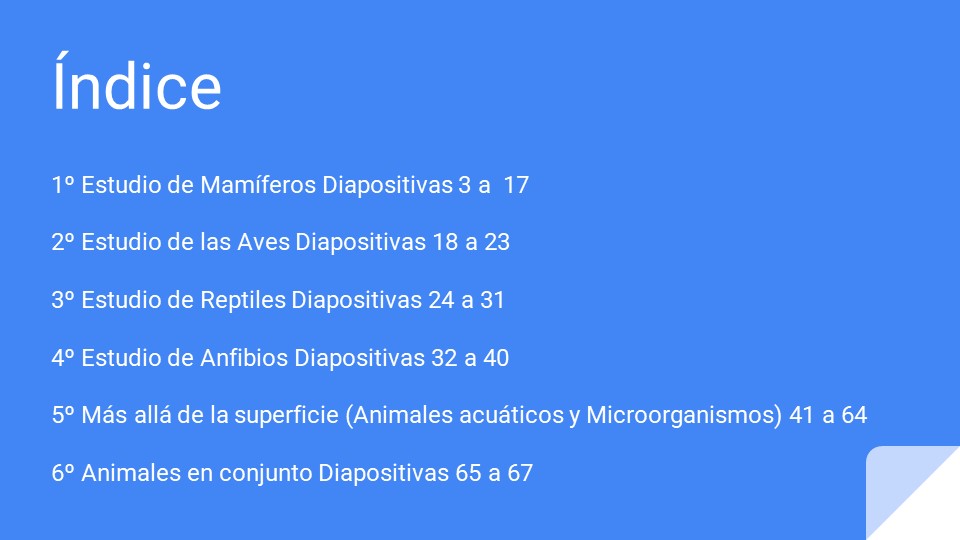 Índice
1º Estudio de Mamíferos Diapositivas 3 a  17
2º Estudio de las Aves Diapositivas 18 a 23
3º Estudio de Reptiles Diapositivas 24 a 31
4º Estudio de Anfibios Diapositivas 32 a 40
5º Más allá de la superficie (Animales acuáticos y Microorganismos) 41 a 64
6º Animales en conjunto Diapositivas 65 a 67